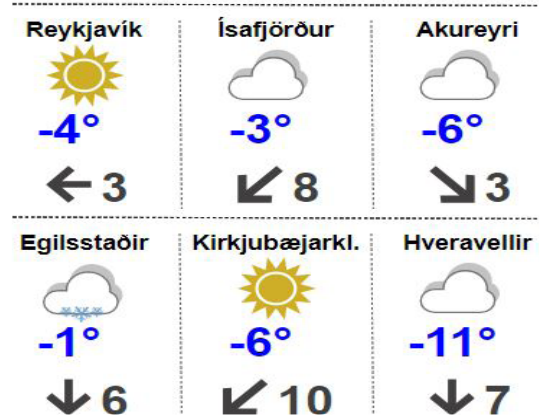 Reykjavík Ísafjörður Akureyri
-4° -3° -6°
3 8 3
Egilsstaðir Kirkjubæjarkl. Hveravellir
-1° -6° -11°
6 10 7